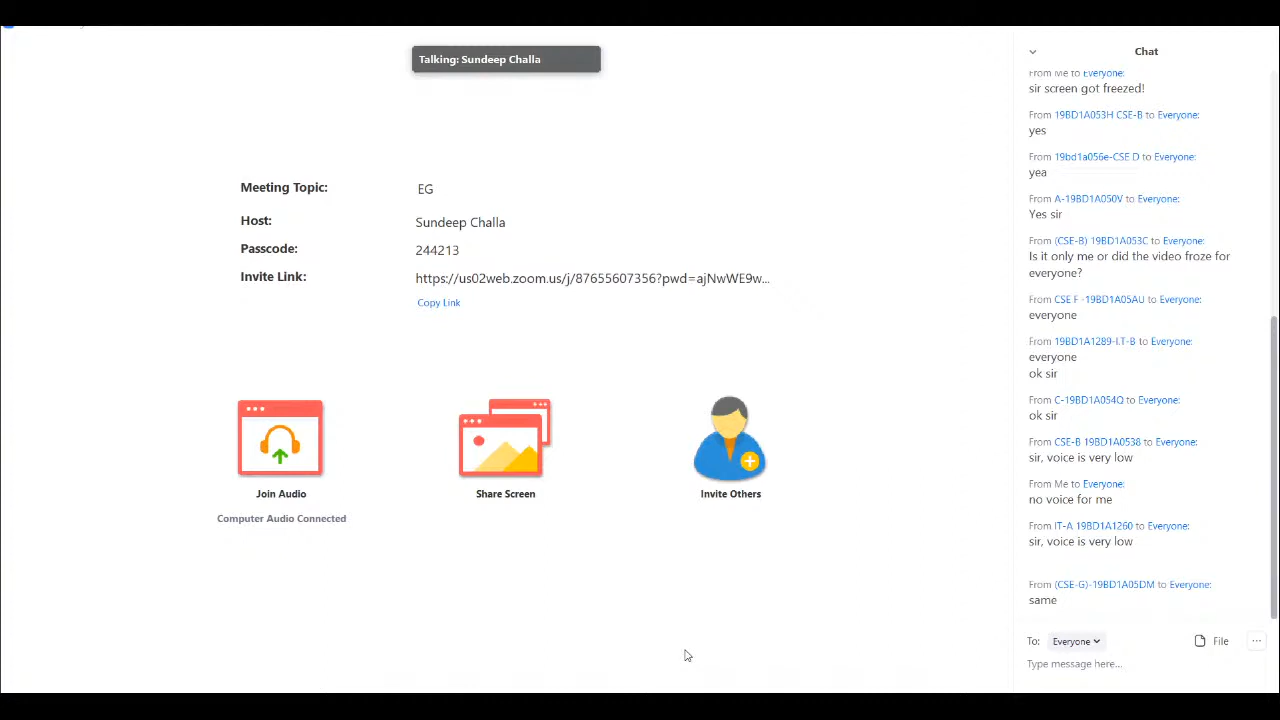 Talking: Sundeep Challa
Meeting Topic: EG
Host: Sundeep Challa
Passcode: 244213
Invite Link: https://us02web.zoom.us/j/87655607356?pwd=ajNwWE9w...
Copy Link
Join Audio
Share Screen
Invite Others
Computer Audio Connected
Chat
From Me to Everyone:
sir screen got freezed!
From 19BD1A053H CSE-B to Everyone:
yes
From 19bd1a056e-CSE D to Everyone:
yea
From A-19BD1A050V to Everyone:
Yes sir
From (CSE-B) 19BD1A053C to Everyone:
Is it only me or did the video froze for
everyone?
From CSE F -19BD1A05AU to Everyone:
everyone
From 19BD1A1289-I.T-B to Everyone:
everyone
ok sir
From C-19BD1A054Q to Everyone:
ok sir
From CSE-B 19BD1A0538 to Everyone:
sir, voice is very low
From Me to Everyone:
no voice for me
From IT-A 19BD1A1260 to Everyone:
sir, voice is very low
From (CSE-G)-19BD1A05DM to Everyone:
same
To: Everyone
File
...
Type message here...